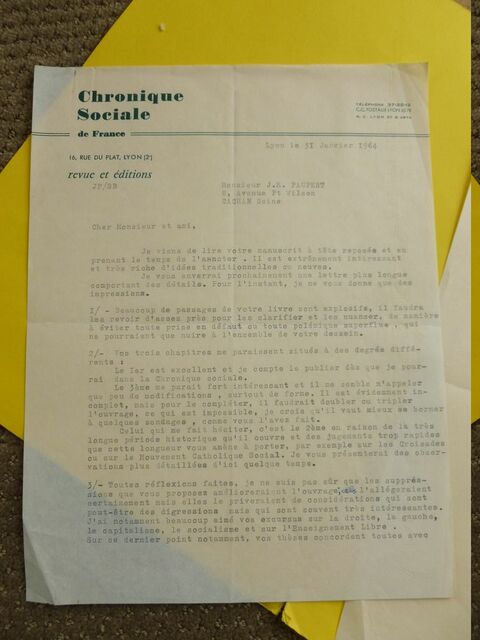 Chronique
Sociale
de France
TÉLÉPHONE 37-50-12
16, RUE DU PLAT, LYON (2e)
revue et éditions
Lyon le 31 Janvier 1964
JF/BB
Monsieur J.M. PAUPERT
8, Avenue Pt Wilson
CACHAN Seine
Cher Monsieur et ami,
Je viens de lire votre manuscrit à tête reposée et en
prenant le temps de l'annoter . Il est extrêmement intéressant
et très riche d'idées traditionnelles ou neuves.
Je vous enverrai prochainement une lettre plus longue
comportant des détails. Pour l'instant, je ne vous donne que des
impressions.
I/ - Beaucoup de passages de votre livre sont explosifs, il faudra
les revoir d'assez près pour les clarifier et les nuancer, de manière
à éviter toute prise en défaut ou toute polémique superflue , qui
ne pourraient que nuire à l'ensemble de votre dessein.
2/- Vos trois chapitres me paraissent situés à des degrés diffé-
rents :
Le Ier est excellent et je compte le publier dès que je pour-
rai dans la Chronique sociale.
Le 3ème me parait fort intéressant et il me semble n'appeler
que peu de modifications , surtout de forme. Il est évidemment in-
complet, mais pour le compléter, il faudrait doubler ou tripler
l'ouvrage, ce qui est impossible, je crois qu'il vaut mieux se borner
à quelques sondages , comme vous l'avez fait.
Celui qui me fait hésiter, c'est le 2ème en raison de la très
longue période historique qu'il couvre et des jugements trop rapides
que cette longueur vous amène à porter, par exemple sur les Croisades
ou sur le Mouvement Catholique Social. Je vous présenterai des obser-
vations plus détaillées d'ici quelque temps.
3/ - Toutes réflexions faites, je ne suis pas sûr que les suppres-
sions que vous proposez amélioreraient l'ouvrage, l'allégeraient
certainement mais elles le priveraient de considérations qui sont
peut-être des digressions mais qui sont souvent très intéressantes.
J'ai notamment beaucoup aimé vos excursus sur la droite, la gauche,
le capitalisme, le socialisme et sur l'Enseignement Libre .
Sur ce dernier point notamment, vos thèses concordent toutes avec